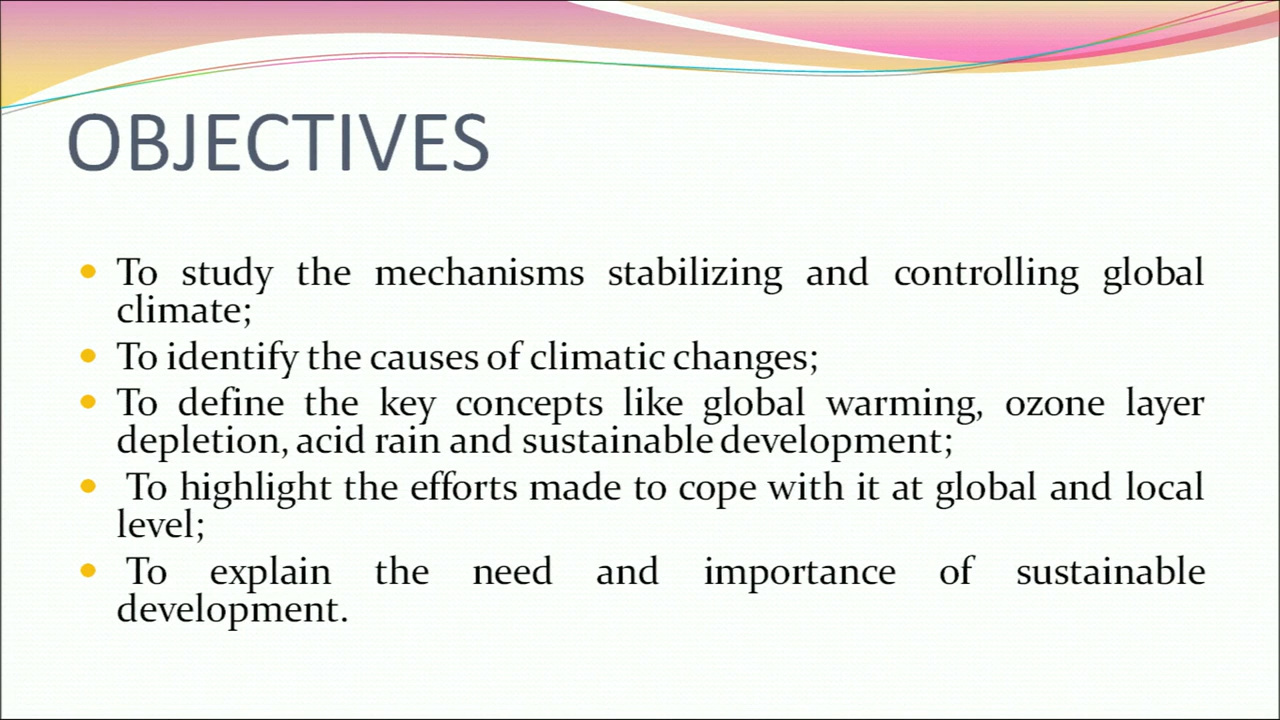 OBJECTIVES
To study the mechanisms stabilizing and controlling global
climate;
To identify the causes of climatic changes;
To define the key concepts like global warming, ozone layer
depletion, acid rain and sustainable development;
To highlight the efforts made to cope with it at global and local
level;
To explain the need and importance of sustainable
development.